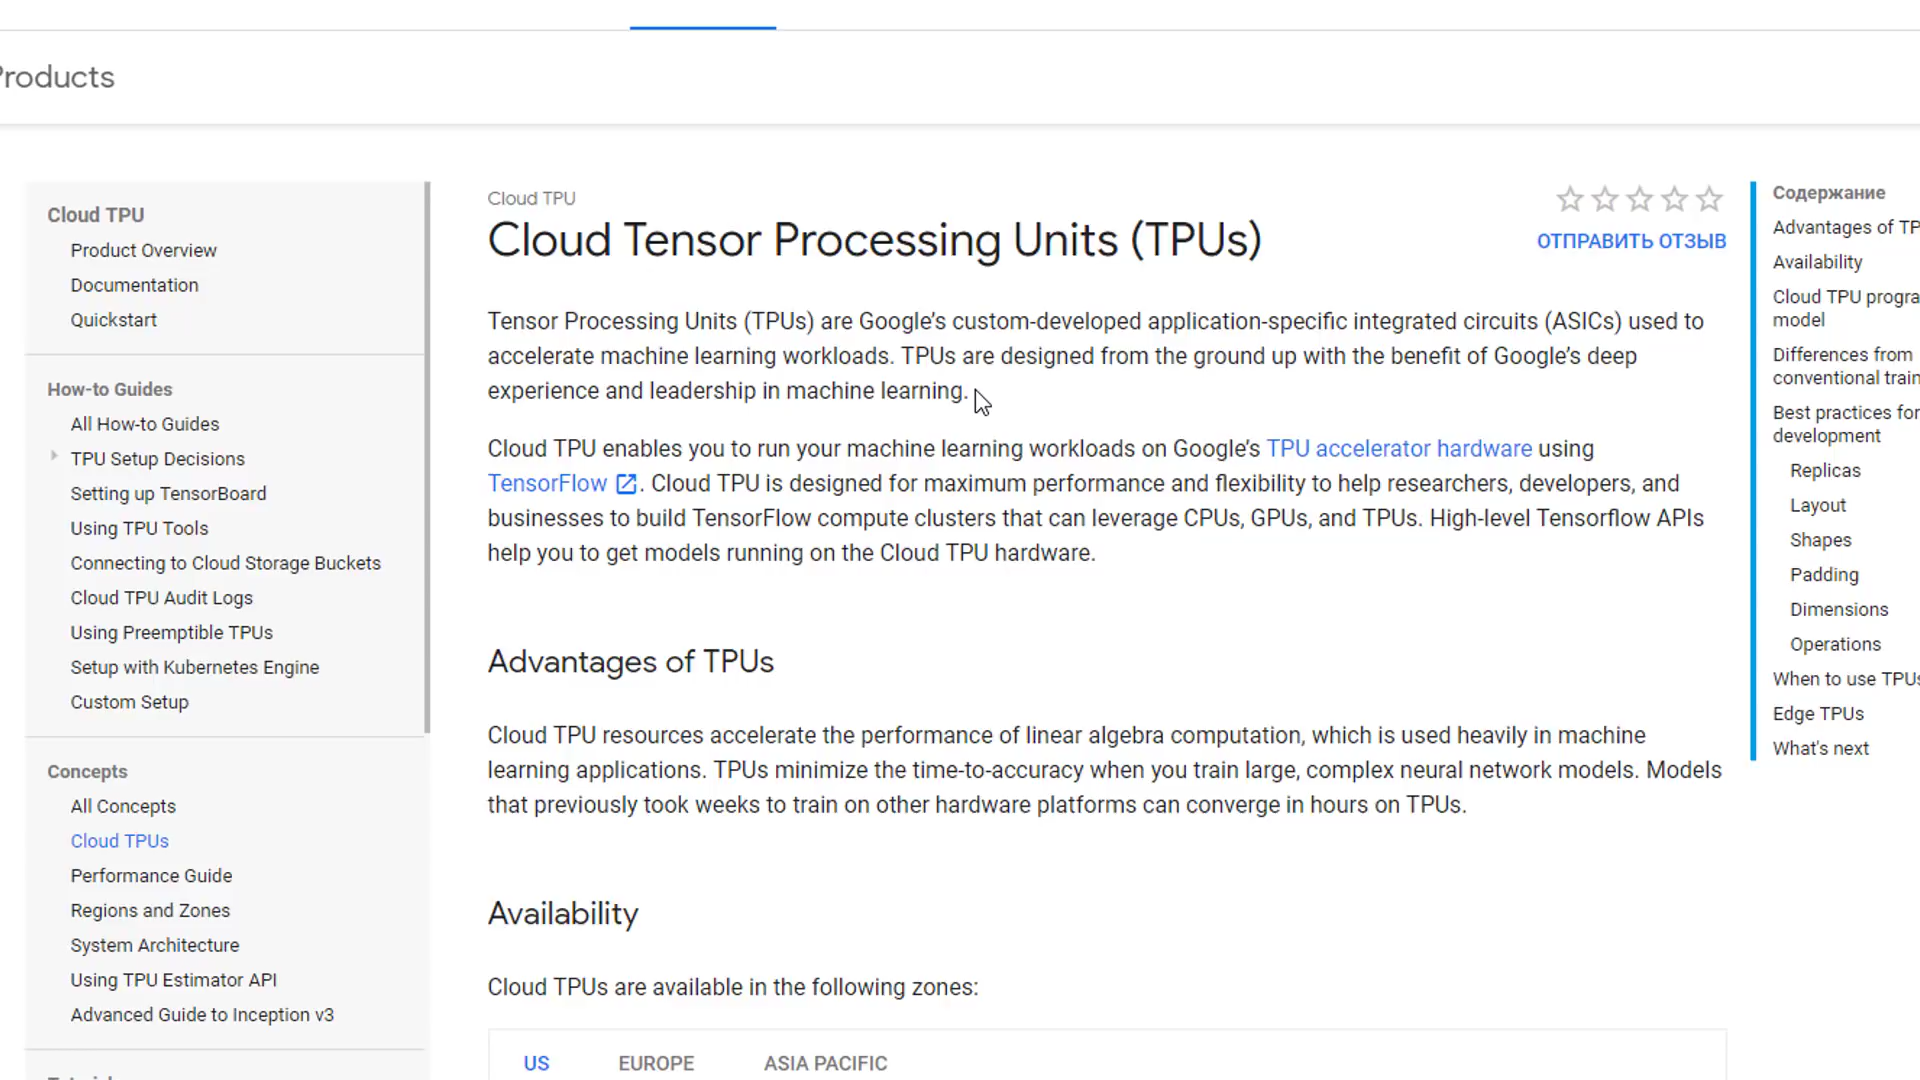 Products
Cloud TPU
Product Overview
Documentation
Quickstart
How-to Guides
All How-to Guides
TPU Setup Decisions
Setting up TensorBoard
Using TPU Tools
Connecting to Cloud Storage Buckets
Cloud TPU Audit Logs
Using Preemptible TPUs
Setup with Kubernetes Engine
Custom Setup
Concepts
All Concepts
Cloud TPUs
Performance Guide
Regions and Zones
System Architecture
Using TPU Estimator API
Advanced Guide to Inception v3
Cloud TPU
Cloud Tensor Processing Units (TPUs)
ОТПРАВИТЬ ОТЗЫВ
Tensor Processing Units (TPUs) are Google’s custom-developed application-specific integrated circuits (ASICs) used to
accelerate machine learning workloads. TPUs are designed from the ground up with the benefit of Google’s deep
experience and leadership in machine learning.
Cloud TPU enables you to run your machine learning workloads on Google’s TPU accelerator hardware using
TensorFlow . Cloud TPU is designed for maximum performance and flexibility to help researchers, developers, and
businesses to build TensorFlow compute clusters that can leverage CPUs, GPUs, and TPUs. High-level Tensorflow APIs
help you to get models running on the Cloud TPU hardware.
Advantages of TPUs
Cloud TPU resources accelerate the performance of linear algebra computation, which is used heavily in machine
learning applications. TPUs minimize the time-to-accuracy when you train large, complex neural network models. Models
that previously took weeks to train on other hardware platforms can converge in hours on TPUs.
Availability
Cloud TPUs are available in the following zones:
US EUROPE ASIA PACIFIC
Содержание
Advantages of TP
Availability
Cloud TPU progra
model
Differences from
conventional train
Best practices for
development
Replicas
Layout
Shapes
Padding
Dimensions
Operations
When to use TPUs
Edge TPUs
What's next